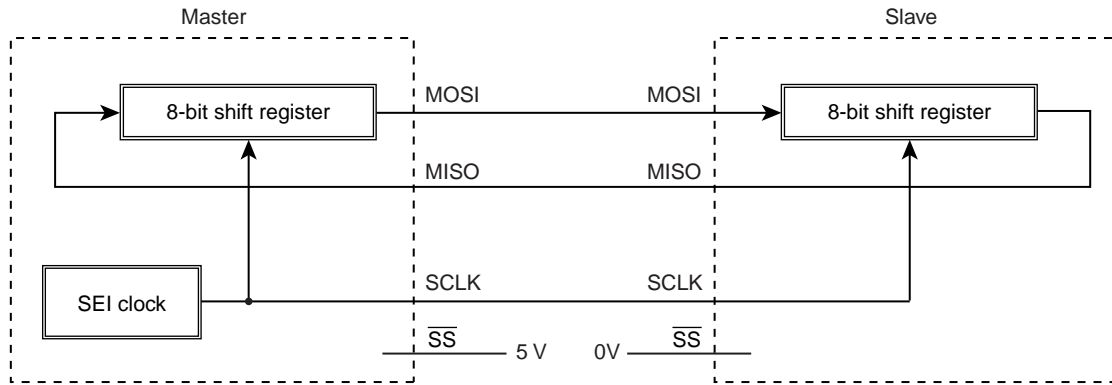 Master
Slave
8-bit shift register
MOSI
MOSI
8-bit shift register
MISO
MISO
SEI clock
SCLK
SCLK
SS
5 V
0V
SS